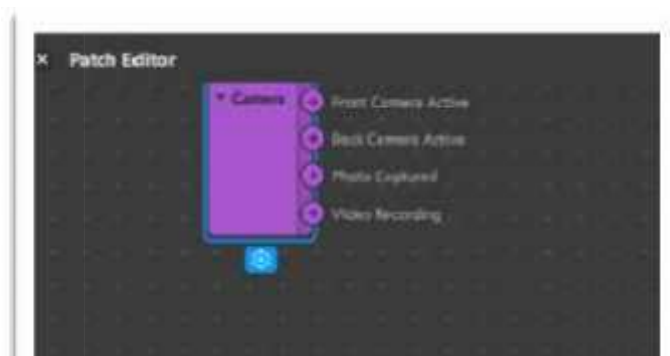 × Patch Editor
Camera
Front Camera Active
Back Camera Active
Photo Captured
Video Recording